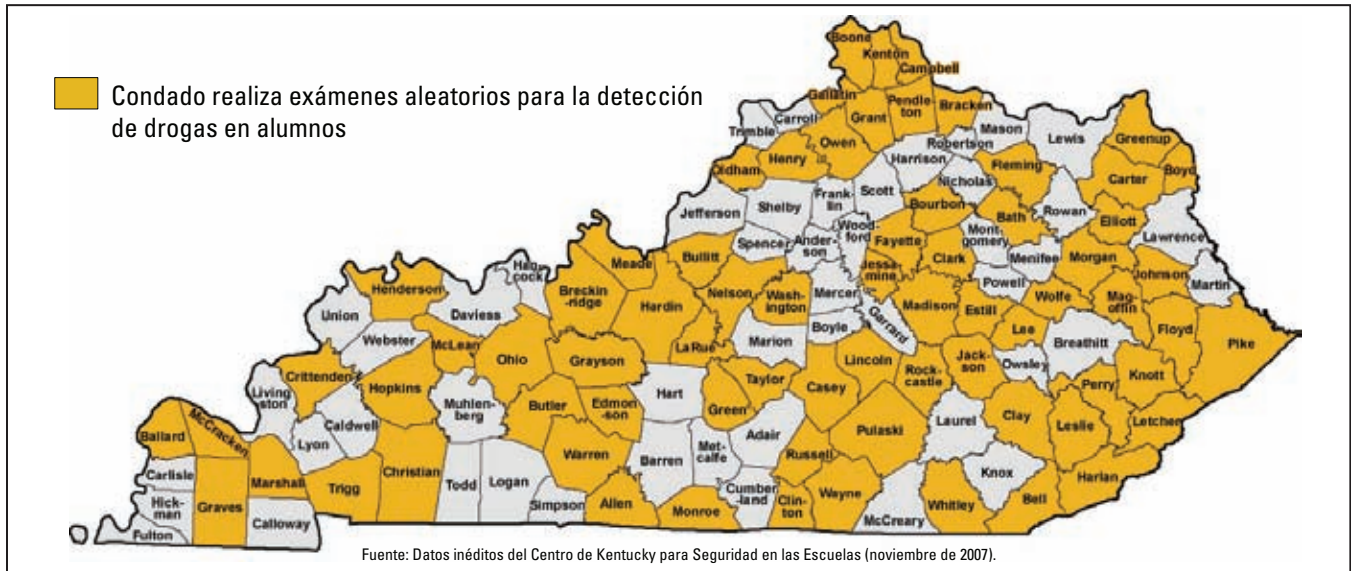 Condado realiza exámenes aleatorios para la detección
de drogas en alumnos
Boone
Kenton
Campbell
Gallatin
Grant
Pendle-
ton
Bracken
Mason
Lewis
Greenup
Trimble
Carroll
Owen
Robertson
Harrison
Fleming
Carter
Boyd
Oldham
Henry
Nicholas
Rowan
Elliott
Lawrence
Jefferson
Shelby
Frank-
lin
Scott
Bourbon
Bath
Mont-
gomery
Menifee
Morgan
Johnson
Martin
Spencer
Ander-
son
Wood-
ford
Fayette
Clark
Powell
Wolfe
Mag-
offin
Floyd
Pike
Bullitt
Jessa-
mine
Mercer
Madison
Estill
Lee
Breathitt
Knott
Henderson
Han-
cock
Meade
Breckin
-ridge
Hardin
Nelson
Wash-
ington
Boyle
Garrard
Union
Daviess
Webster
McLean
Ohio
Grayson
LaRue
Marion
Lincoln
Rock-
castle
Jack-
son
Owsley
Perry
Letcher
Crittenden
Hopkins
Muhlen-
berg
Butler
Edmon
-son
Hart
Green
Taylor
Casey
Pulaski
Laurel
Clay
Leslie
Harlan
Living
ston
Lyon
Caldwell
Christian
Todd
Logan
Warren
Barren
Met-
calfe
Adair
Russell
Knox
Bell
Ballard
McCracken
Carlisle
Graves
Marshall
Trigg
Simpson
Allen
Monroe
Cumber-
land
Clin-
ton
Wayne
McCreary
Whitley
Hick-
man
Fulton
Calloway
Fuente: Datos inéditos del Centro de Kentucky para Seguridad en las Escuelas (noviembre de 2007).